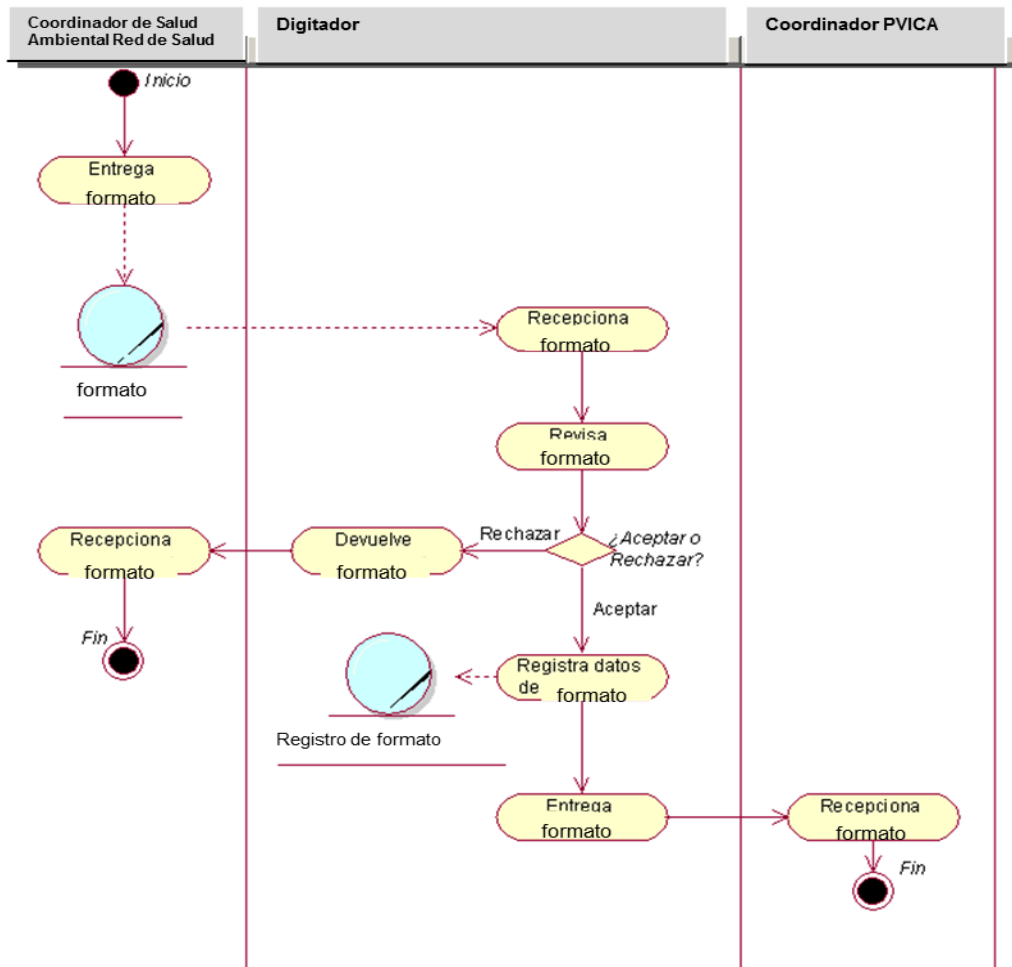 Coordinador de Salud
Ambiental Red de Salud
Digitador
Coordinador PVICA
Inicio
Entrega
formato
formato
Recepciona
formato
Revisa
formato
¿Aceptar o
Rechazar?
Rechazar
Devuelve
formato
Recepciona
formato
Fin
Aceptar
Registra datos
de formato
Registro de formato
Entrega
formato
Recepciona
formato
Fin